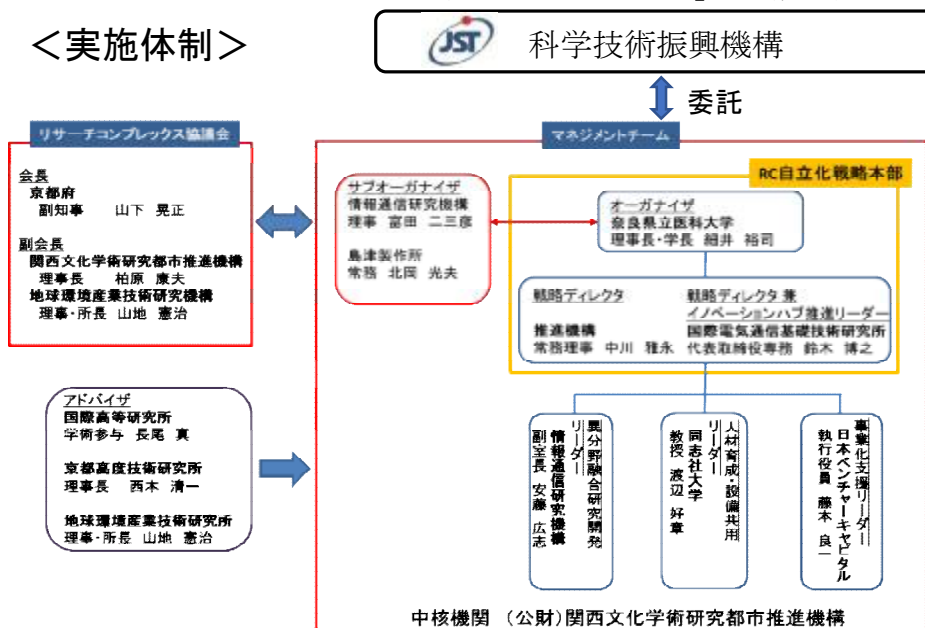 ＜実施体制＞
JST
科学技術振興機構
委託
リサーチコンプレックス協議会
会長
京都府
副知事 山下 晃正
副会長
関西文化学術研究都市推進機構
理事長 柏原 康夫
地球環境産業技術研究機構
理事・所長 山地 憲治
アドバイザ
国際高等研究所
学術参与 長尾 真
京都高度技術研究所
理事長 西本 清一
地球環境産業技術研究所
理事・所長 山地 憲治
マネジメントチーム
サブオーガナイザ
情報通信研究機構
理事 富田 二三彦
島津製作所
常務 北岡 光夫
RC自立化戦略本部
オーガナイザ
奈良県立医科大学
理事長・学長 細井 裕司
戦略ディレクタ
推進機構
常務理事 中川 雅永
戦略ディレクタ 兼
イノベーションハブ推進リーダー
国際電気通信基礎技術研究所
代表取締役専務 鈴木 博之
異分野融合研究開発
リーダー
情報通信研究機構
副室長 安藤 広志
人材育成・設備共用
リーダー
同志社大学
教授 渡辺 好章
事業化支援リーダー
日本ベンチャーキャピタル
執行役員 藤本 良一
中核機関 （公財）関西文化学術研究都市推進機構